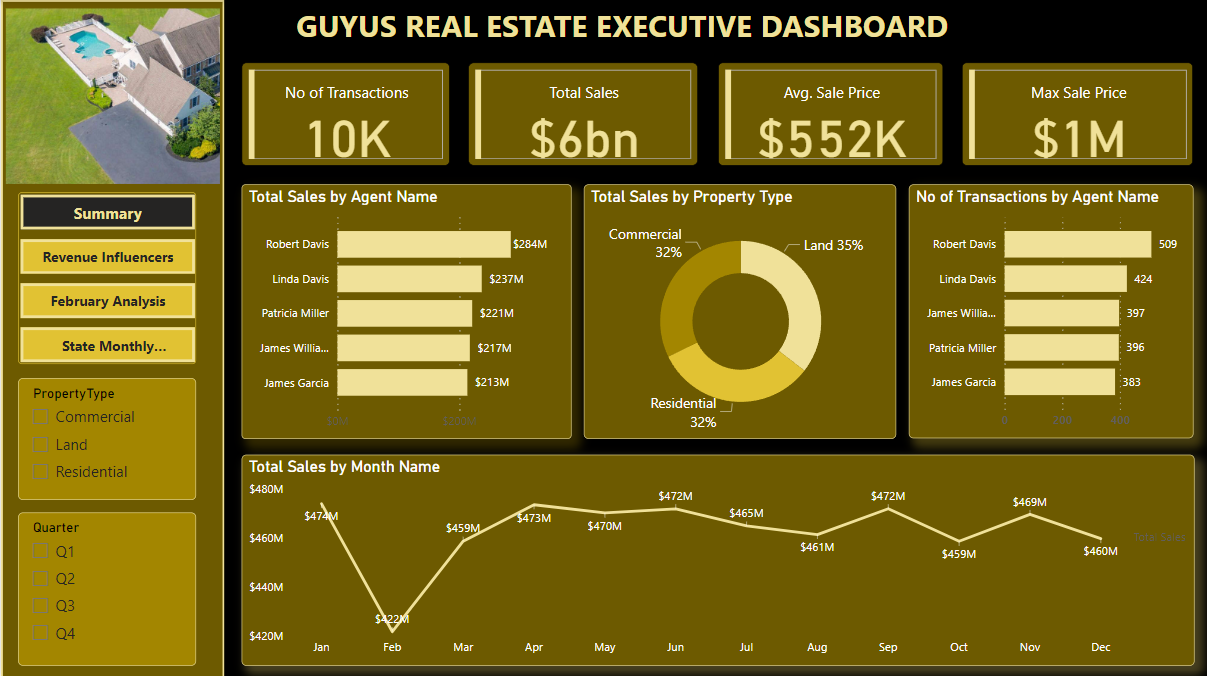 GUYUS REAL ESTATE EXECUTIVE DASHBOARD
No of Transactions
10K
Total Sales
$6bn
Avg. Sale Price
$552K
Max Sale Price
$1M
Summary
Revenue Influencers
February Analysis
State Monthly...
PropertyType
Commercial
Land
Residential
Quarter
Q1
Q2
Q3
Q4
Total Sales by Agent Name
Robert Davis $284M
Linda Davis $237M
Patricia Miller $221M
James Willia... $217M
James Garcia $213M
$0M $200M
Total Sales by Property Type
Commercial
32%
Land 35%
Residential
32%
No of Transactions by Agent Name
Robert Davis 509
Linda Davis 424
James Willia... 397
Patricia Miller 396
James Garcia 383
0 200 400
Total Sales by Month Name
$480M
$460M
$440M
$420M
$474M
$422M
$459M
$473M
$470M
$472M
$465M
$461M
$472M
$459M
$469M
$460M
Total Sales
Jan Feb Mar Apr May Jun Jul Aug Sep Oct Nov Dec